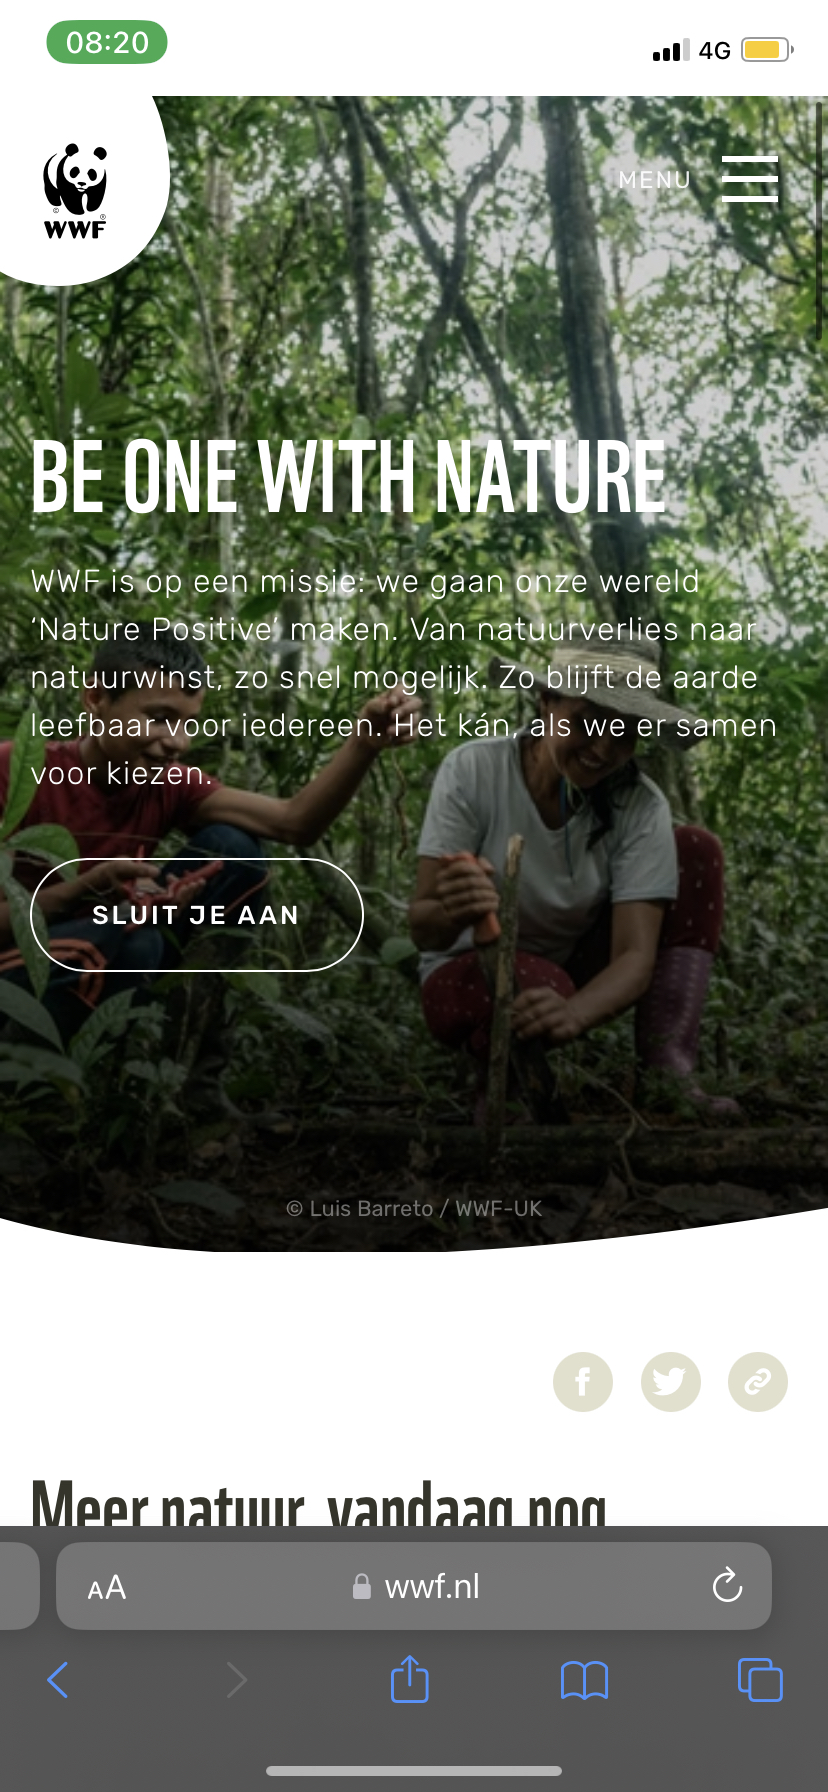 08:20
4G
MENU
© ®
WWF
BE ONE WITH NATURE
WWF is op een missie: we gaan onze wereld
‘Nature Positive’ maken. Van natuurverlies naar
natuurwinst, zo snel mogelijk. Zo blijft de aarde
leefbaar voor iedereen. Het kán, als we er samen
voor kiezen.
SLUIT JE AAN
© Luis Barreto / WWF-UK
Meer natuur, vandaag nog
AA
wwf.nl